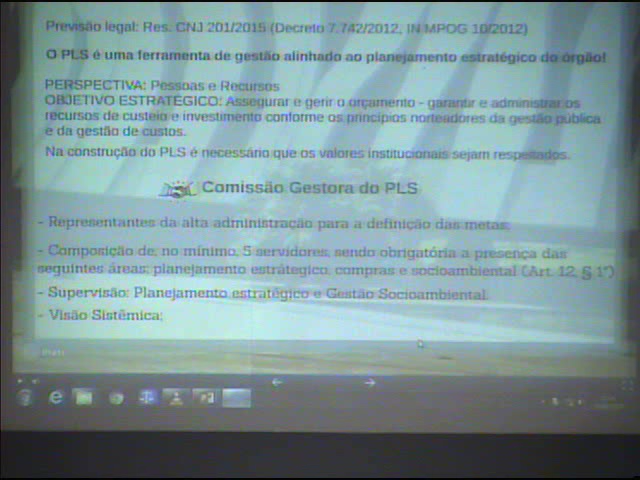 Previsão legal: Res. CNJ 201/2015 (Decreto 7.742/2012, IN MPOG 10/2012)
O PLS é uma ferramenta de gestão alinhado ao planejamento estratégico do órgão!
PERSPECTIVA: Pessoas e Recursos
OBJETIVO ESTRATÉGICO: Assegurar e gerir o orçamento - garantir e administrar os
recursos de custeio e investimento conforme os princípios norteadores da gestão pública
e da gestão de custos.
Na construção do PLS é necessário que os valores institucionais sejam respeitados.
Comissão Gestora do PLS
- Representantes da alta administração para a definição das metas;
- Composição de, no mínimo, 5 servidores, sendo obrigatória a presença das
seguintes áreas: planejamento estrátegico, compras e socioambiental (Art. 12, § 1º)
- Supervisão: Planejamento estratégico e Gestão Socioambiental.
- Visão Sistêmica;